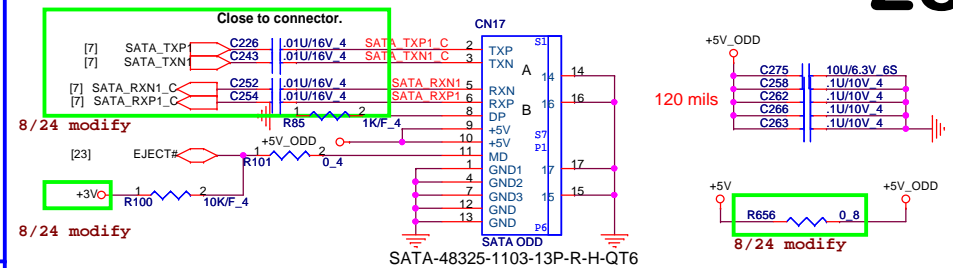 Close to connector.
CN17
[7] SATA_TXP1 C226 .01U/16V_4 SATA_TXP1_C 2 TXP S1
[7] SATA_TXN1 C243 .01U/16V_4 SATA_TXN1_C 3 TXN
A 14 14
[7] SATA_RXN1_C C252 .01U/16V_4 SATA_RXN1 5 RXN
[7] SATA_RXP1_C C254 .01U/16V_4 SATA_RXP1 6 RXP
B 16 16
8/24 modify
R85 1 2 1K/F_4 8 DP
9 +5V S7
+5V_ODD 10 +5V P1
[23] EJECT# R101 1 2 0_4 11 MD
1 GND1 17 17
4 GND2
7 GND3 15 15
12 GND
13 GND P6
+3V R100 1 2 10K/F_4
8/24 modify
SATA ODD
SATA-48325-1103-13P-R-H-QT6
+5V_ODD
120 mils
C275 10U/6.3V_6S
C258 .1U/10V_4
C262 .1U/10V_4
C266 .1U/10V_4
C263 .1U/10V_4
+5V +5V_ODD
R656 0_8
8/24 modify